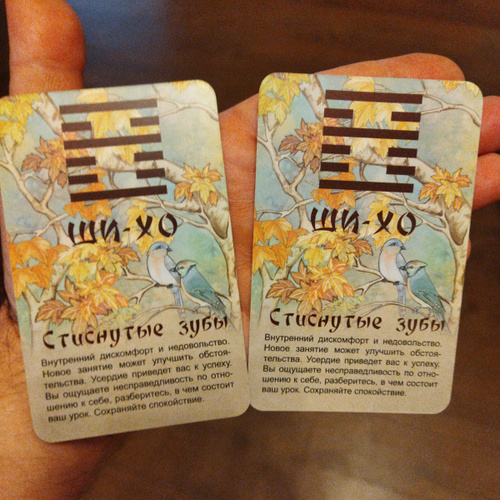 ШИ-ХО
Стиснутые зубы
Внутренний дискомфорт и недовольство.
Новое занятие может улучшить обстоя-
тельства. Усердие приведет вас к успеху.
Вы ощущаете несправедливость по отно-
шению к себе, разберитесь, в чем состоит
ваш урок. Сохраняйте спокойствие.
ШИ-ХО
Стиснутые зубы
Внутренний дискомфорт и недовольство.
Новое занятие может улучшить обстоя-
тельства. Усердие приведет вас к успеху.
Вы ощущаете несправедливость по отно-
шению к себе, разберитесь, в чем состоит
ваш урок. Сохраняйте спокойствие.